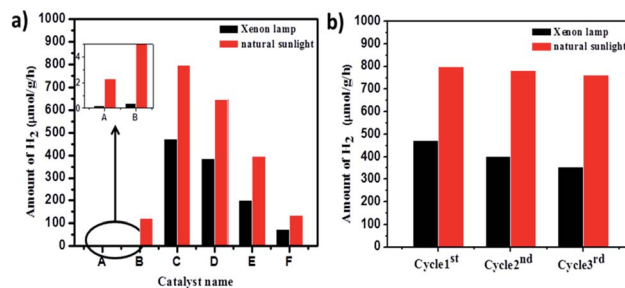 a)
Amount of H2 (μmol/g/h)
1000
900
800
700
600
500
400
300
200
100
0
Xenon lamp
natural sunlight
4
2
0
A B
A B C D E F
Catalyst name
b)
Amount of H2 (μmol/g/h)
1000
900
800
700
600
500
400
300
200
100
0
Xenon lamp
natural sunlight
Cycle1st Cycle2nd Cycle3rd